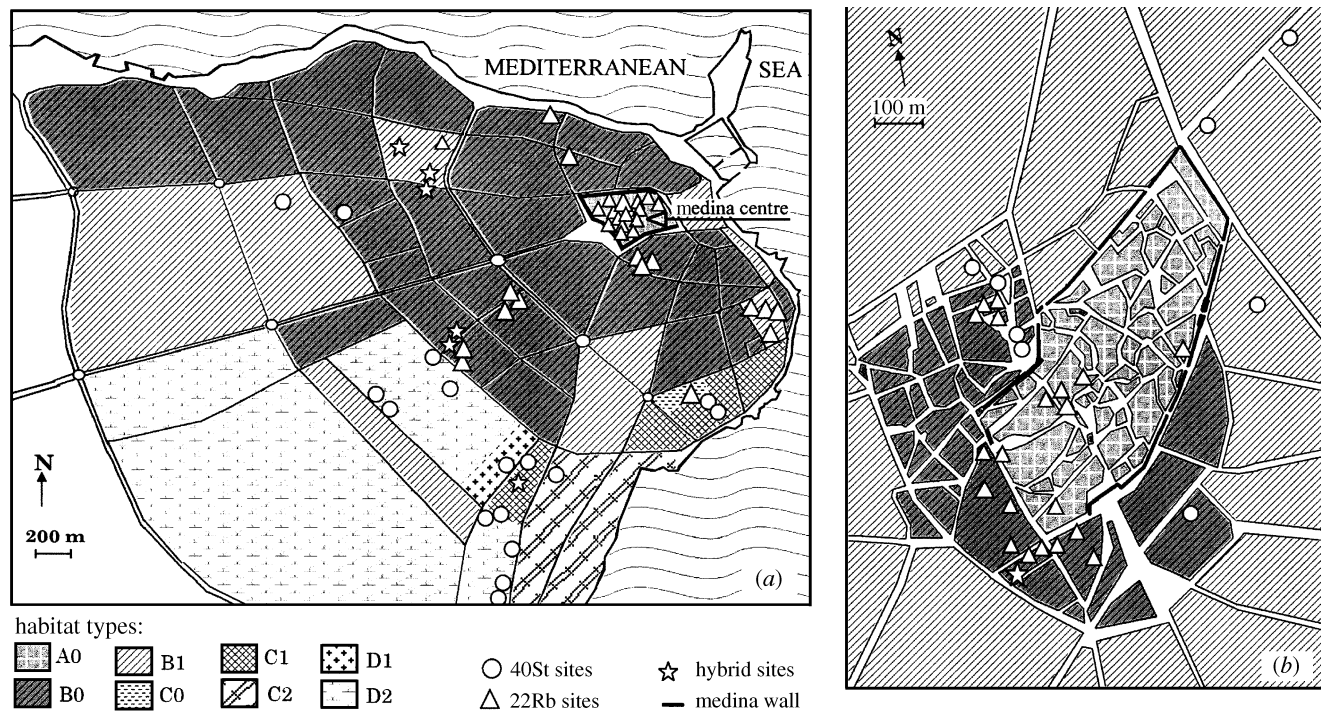 MEDITERRANEAN SEA
medina centre
N
200 m
(a)
N
100 m
(b)
habitat types:
A0 B1 C1 D1
B0 C0 C2 D2
40St sites
22Rb sites
hybrid sites
medina wall